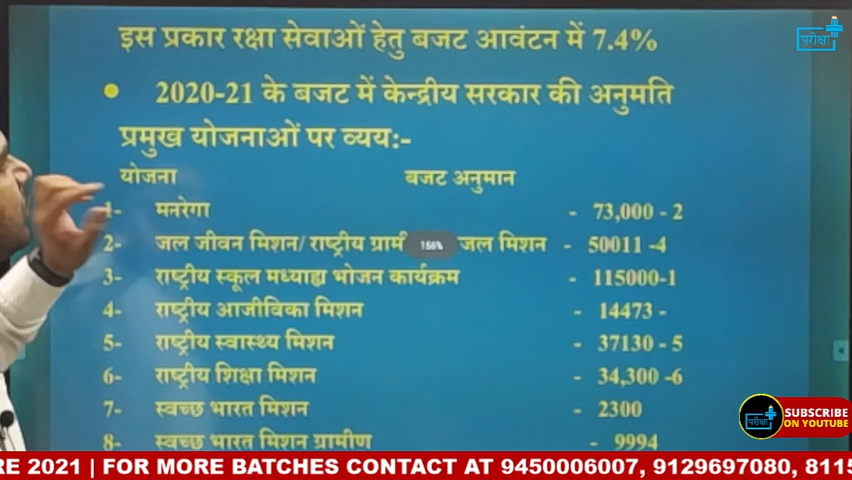 इस प्रकार रक्षा सेवाओं हेतु बजट आवंटन में 7.4%
परीक्षा
2020-21 के बजट में केन्द्रीय सरकार की अनुमति
प्रमुख योजनाओं पर व्यय:-
योजना बजट अनुमान
1- मनरेगा - 73,000 - 2
2- जल जीवन मिशन/ राष्ट्रीय 156% जल मिशन - 50011 -4
3- राष्ट्रीय स्कूल मध्याह्य भोजन कार्यक्रम - 115000-1
4- राष्ट्रीय आजीविका मिशन - 14473 -
5- राष्ट्रीय स्वास्थ्य मिशन - 37130 - 5
6- राष्ट्रीय शिक्षा मिशन - 34,300 -6
7- स्वच्छ भारत मिशन - 2300
8- स्वच्छ भारत मिशन ग्रामीण - 9994
परीक्षा
SUBSCRIBE
ON YOUTUBE
RE 2021 | FOR MORE BATCHES CONTACT AT 9450006007, 9129697080, 8115